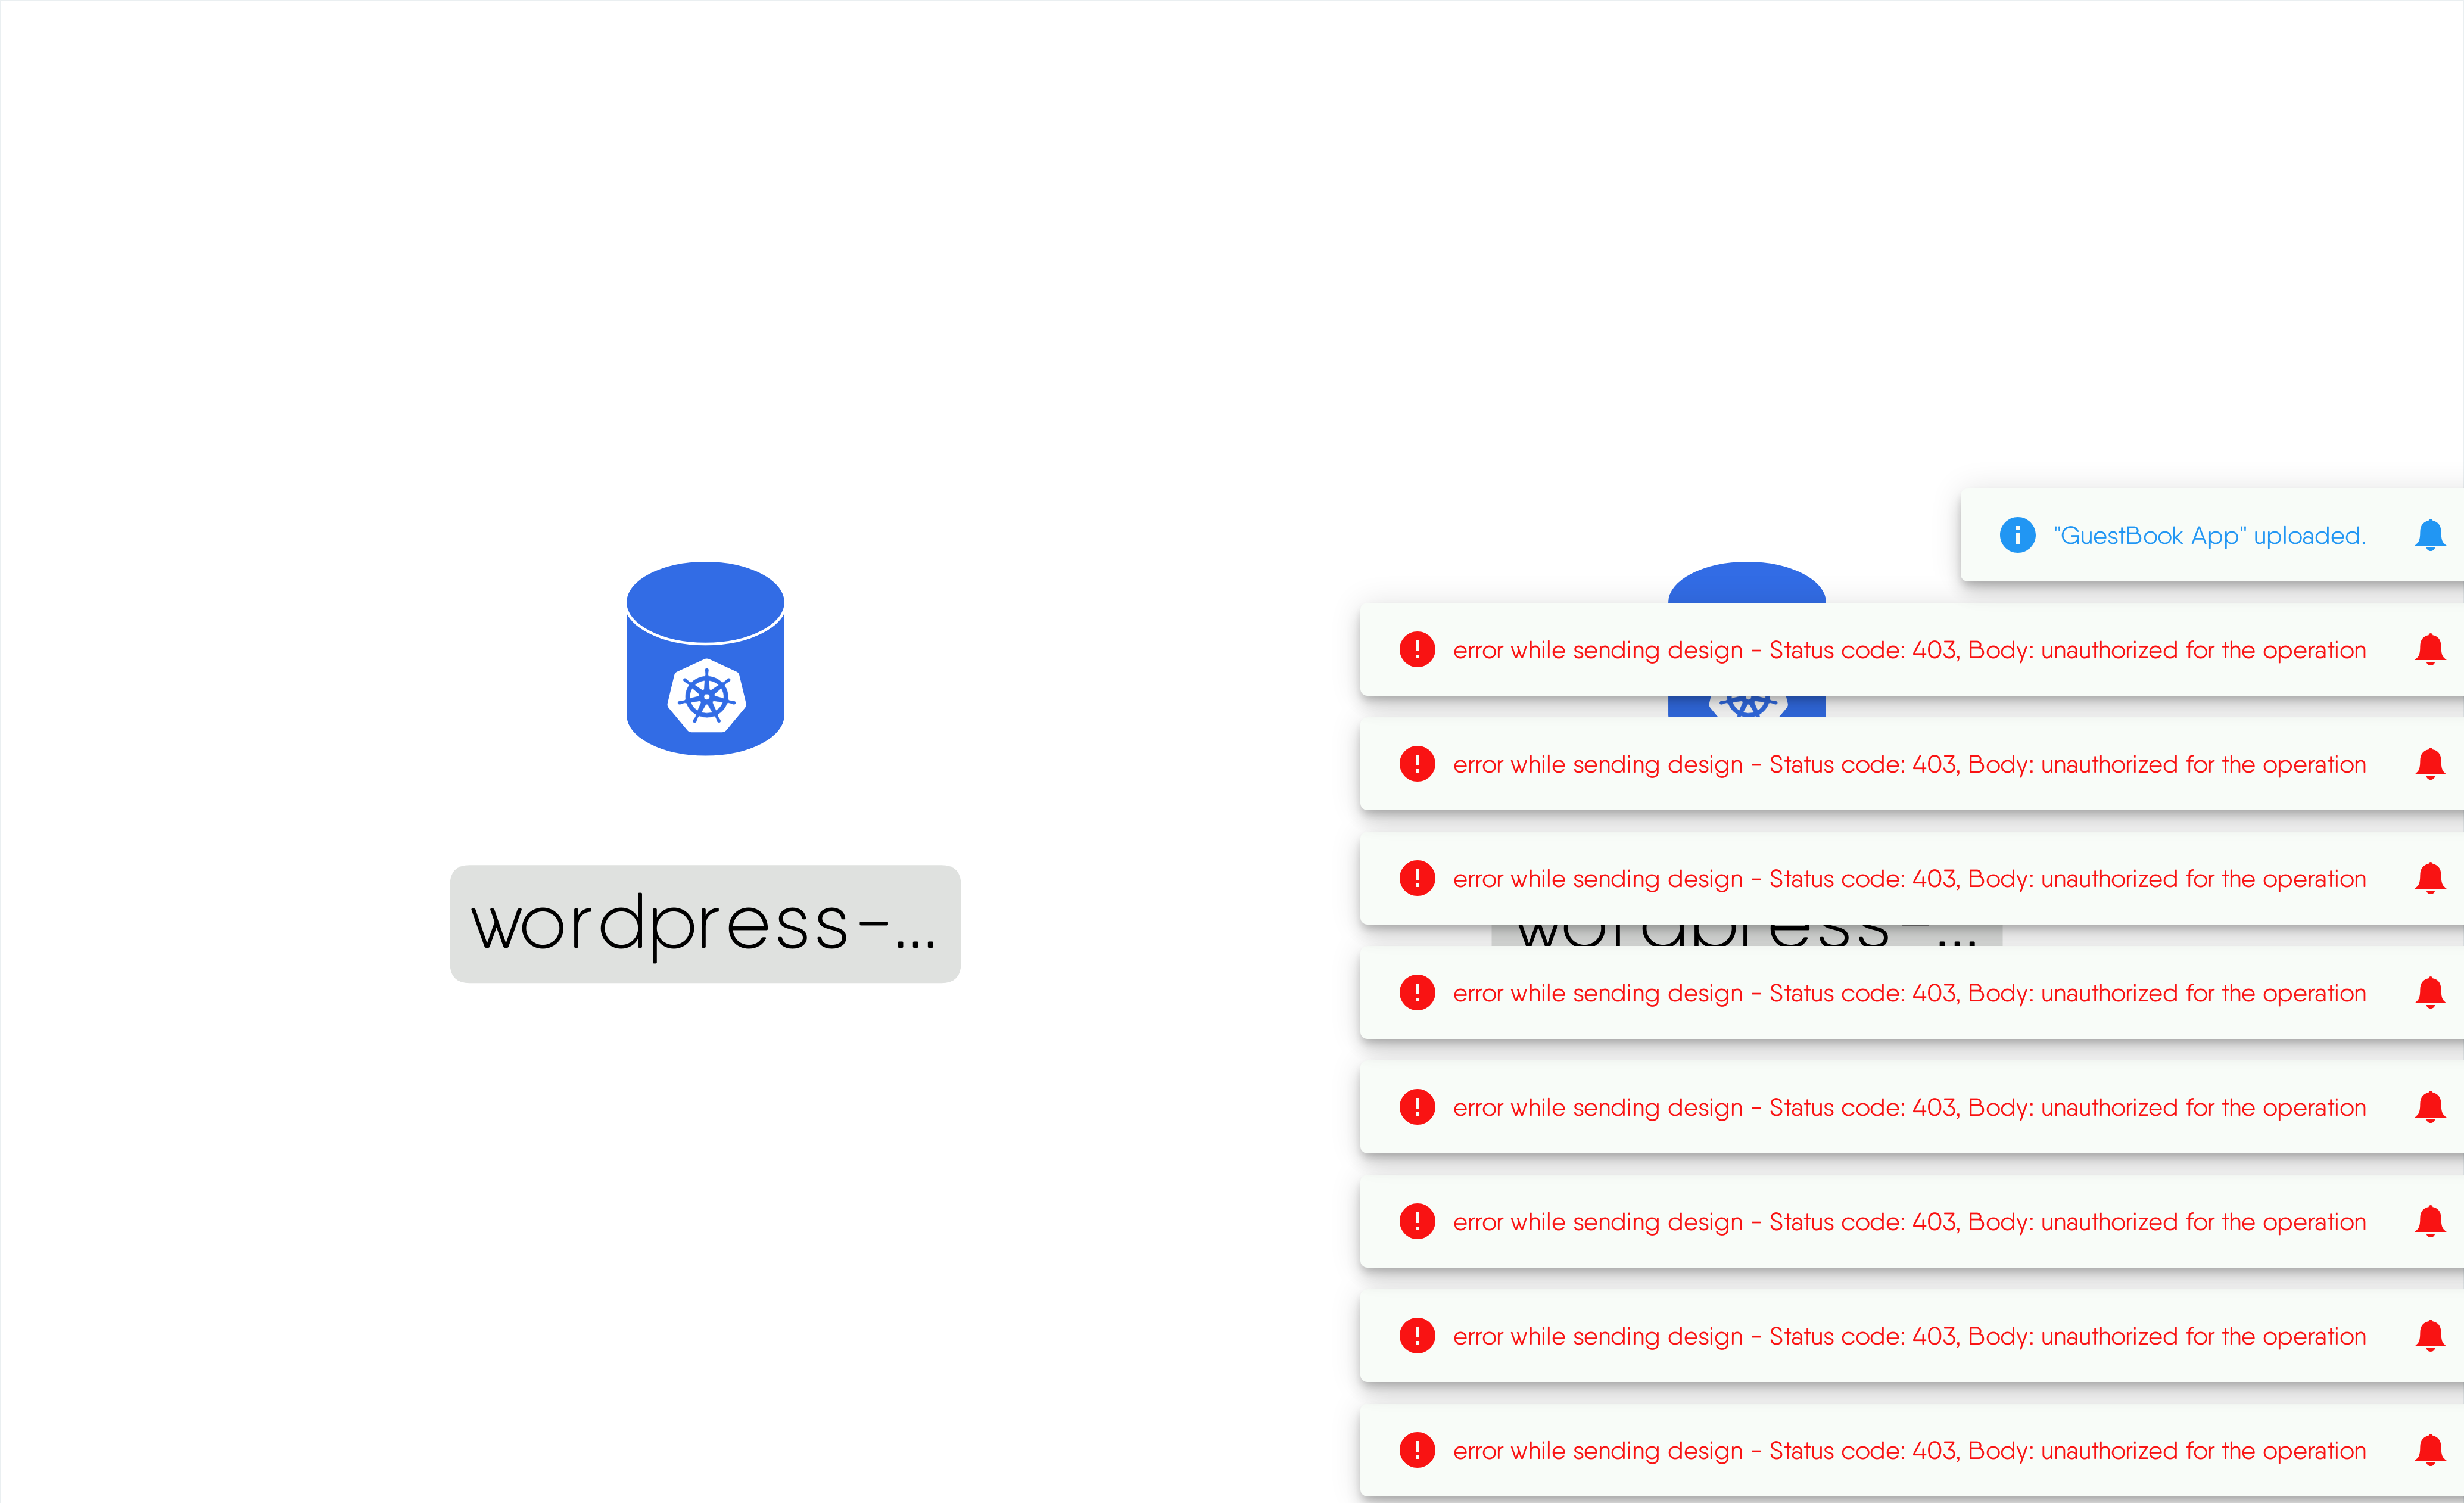 "GuestBook App" uploaded.
error while sending design - Status code: 403, Body: unauthorized for the operation
error while sending design - Status code: 403, Body: unauthorized for the operation
error while sending design - Status code: 403, Body: unauthorized for the operation
wordpress-...
wordpress-...
error while sending design - Status code: 403, Body: unauthorized for the operation
error while sending design - Status code: 403, Body: unauthorized for the operation
error while sending design - Status code: 403, Body: unauthorized for the operation
error while sending design - Status code: 403, Body: unauthorized for the operation
error while sending design - Status code: 403, Body: unauthorized for the operation